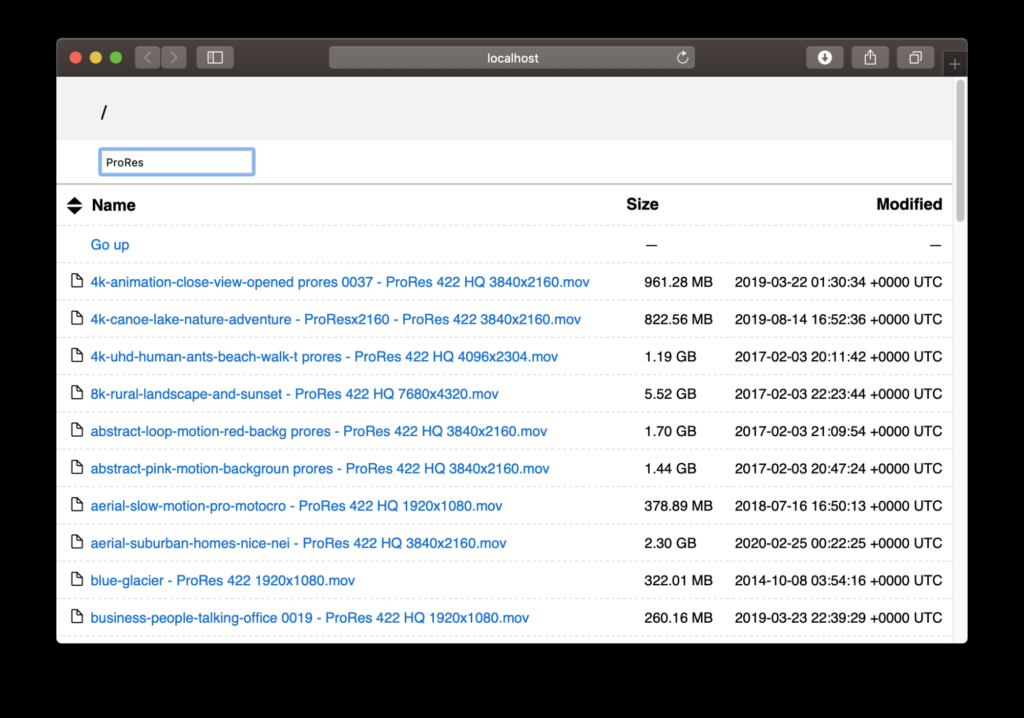 localhost
/
ProRes
Name Size Modified
Go up — —
4k-animation-close-view-opened prores 0037 - ProRes 422 HQ 3840x2160.mov 961.28 MB 2019-03-22 01:30:34 +0000 UTC
4k-canoe-lake-nature-adventure - ProResx2160 - ProRes 422 3840x2160.mov 822.56 MB 2019-08-14 16:52:36 +0000 UTC
4k-uhd-human-ants-beach-walk-t prores - ProRes 422 HQ 4096x2304.mov 1.19 GB 2017-02-03 20:11:42 +0000 UTC
8k-rural-landscape-and-sunset - ProRes 422 HQ 7680x4320.mov 5.52 GB 2017-02-03 22:23:44 +0000 UTC
abstract-loop-motion-red-backg prores - ProRes 422 HQ 3840x2160.mov 1.70 GB 2017-02-03 21:09:54 +0000 UTC
abstract-pink-motion-backgroun prores - ProRes 422 HQ 3840x2160.mov 1.44 GB 2017-02-03 20:47:24 +0000 UTC
aerial-slow-motion-pro-motocro - ProRes 422 HQ 1920x1080.mov 378.89 MB 2018-07-16 16:50:13 +0000 UTC
aerial-suburban-homes-nice-nei - ProRes 422 HQ 3840x2160.mov 2.30 GB 2020-02-25 00:22:25 +0000 UTC
blue-glacier - ProRes 422 1920x1080.mov 322.01 MB 2014-10-08 03:54:16 +0000 UTC
business-people-talking-office 0019 - ProRes 422 HQ 1920x1080.mov 260.16 MB 2019-03-23 22:39:29 +0000 UTC